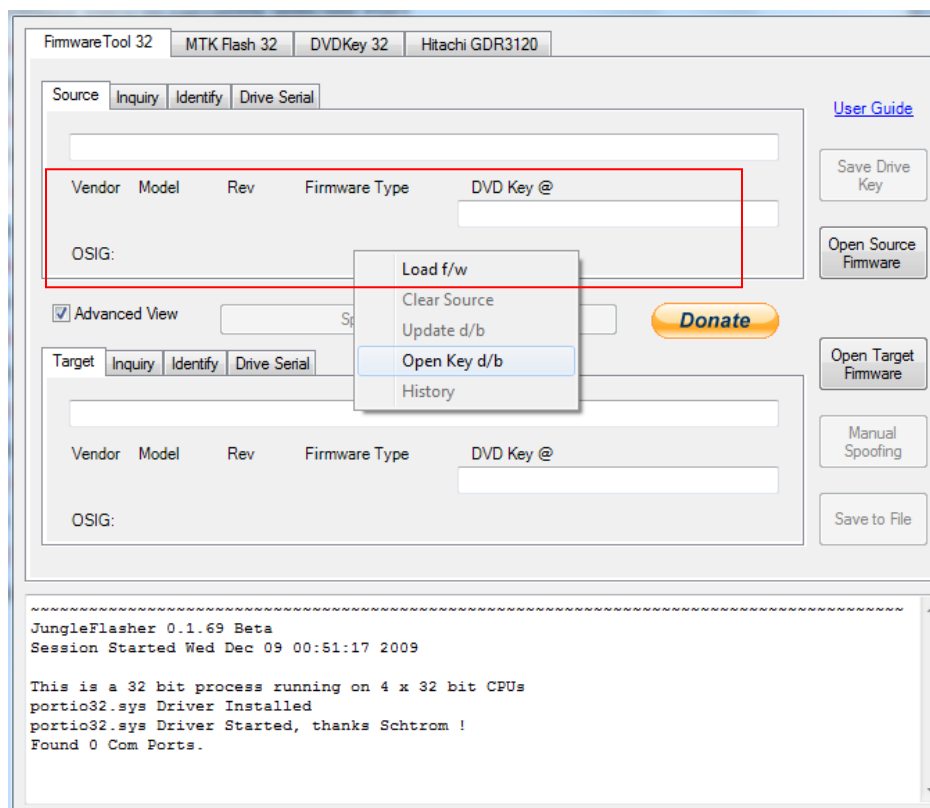 FirmwareTool 32 MTK Flash 32 DVDKey 32 Hitachi GDR3120
Source Inquiry Identify Drive Serial
User Guide
Save Drive
Key
Vendor Model Rev Firmware Type DVD Key @
OSIG:
Open Source
Firmware
Load f/w
Clear Source
Update d/b
Open Key d/b
History
Advanced View
Donate
Target Inquiry Identify Drive Serial
Open Target
Firmware
Vendor Model Rev Firmware Type DVD Key @
Manual
Spoofing
OSIG:
Save to File
~~~~~~~~~~~~~~~~~~~~~~~~~~~~~~~~~~~~~~~~~~~~~~~~~~~~~~~~~~~~~~~~~~~~~~~~~~~~~~~~~~~~~~~~~~
JungleFlasher 0.1.69 Beta
Session Started Wed Dec 09 00:51:17 2009
This is a 32 bit process running on 4 x 32 bit CPUs
portio32.sys Driver Installed
portio32.sys Driver Started, thanks Schtrom !
Found 0 Com Ports.